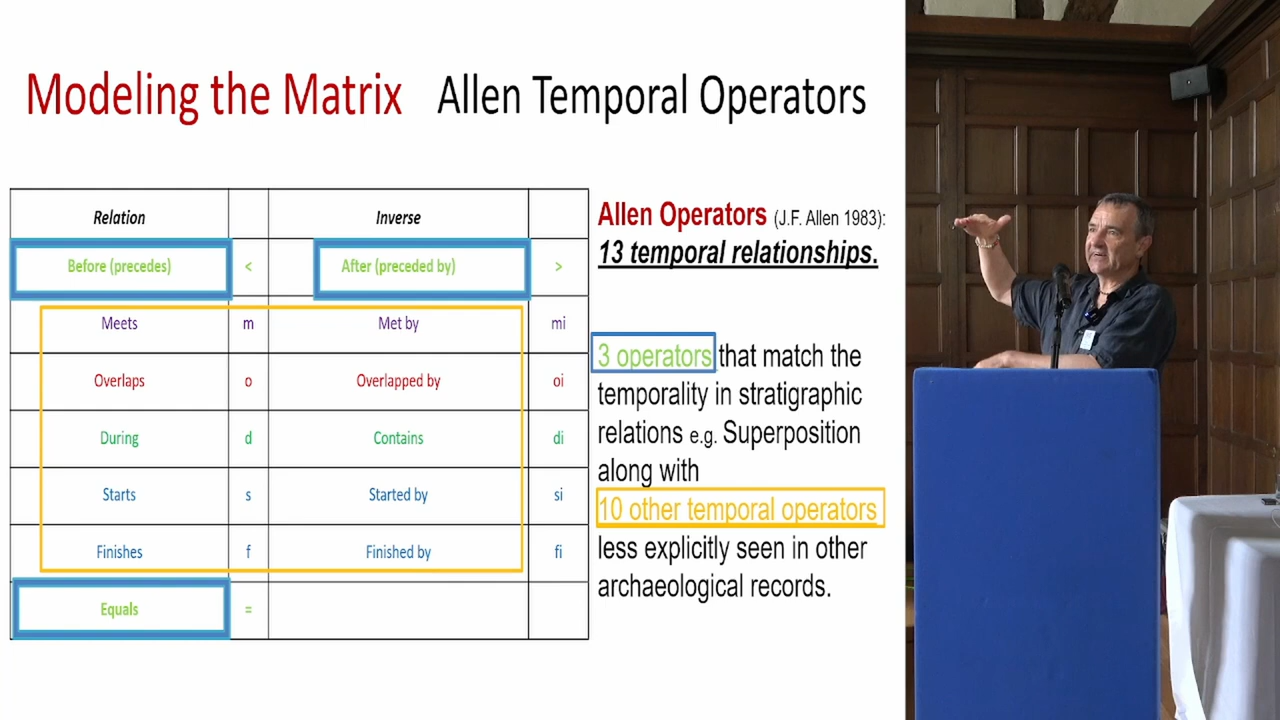 Modeling the Matrix Allen Temporal Operators
Relation Inverse
Before (precedes) < After (preceded by) >
Meets m Met by mi
Overlaps o Overlapped by oi
During d Contains di
Starts s Started by si
Finishes f Finished by fi
Equals =
Allen Operators (J.F. Allen 1983):
13 temporal relationships.
3 operators that match the
temporality in stratigraphic
relations e.g. Superposition
along with
10 other temporal operators
less explicitly seen in other
archaeological records.